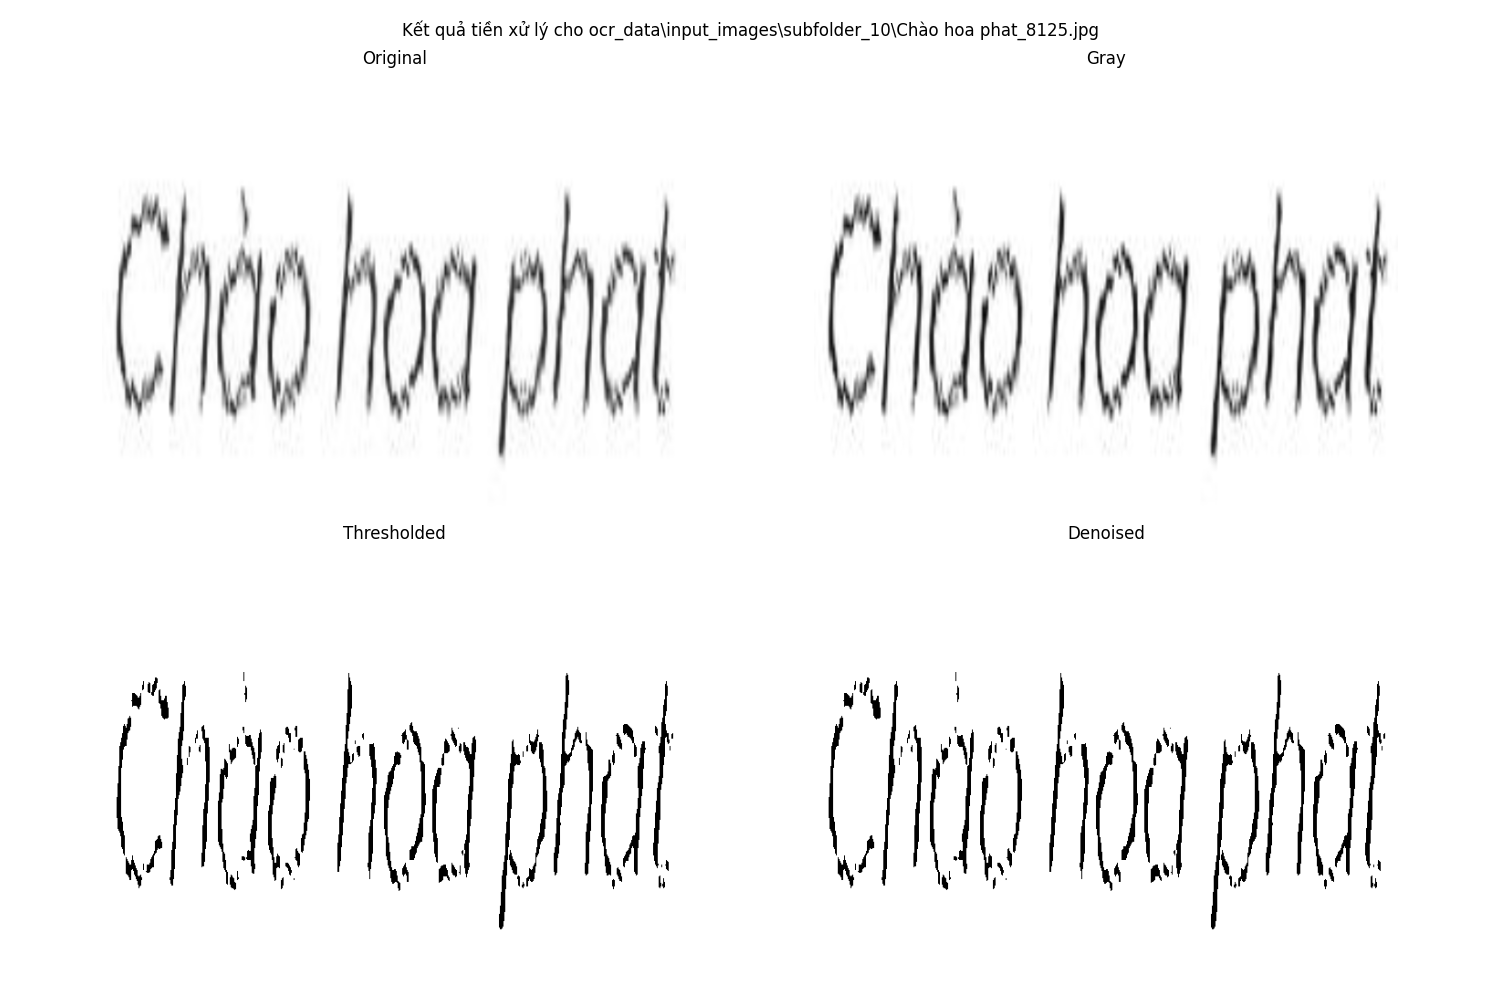 Kết quả tiền xử lý cho ocr_data\input_images\subfolder_10\Chào hoa phat_8125.jpg
Original
Gray
Chào hoa phat
Chào hoa phat
Thresholded
Denoised
Chào hoa phat
Chào hoa phat